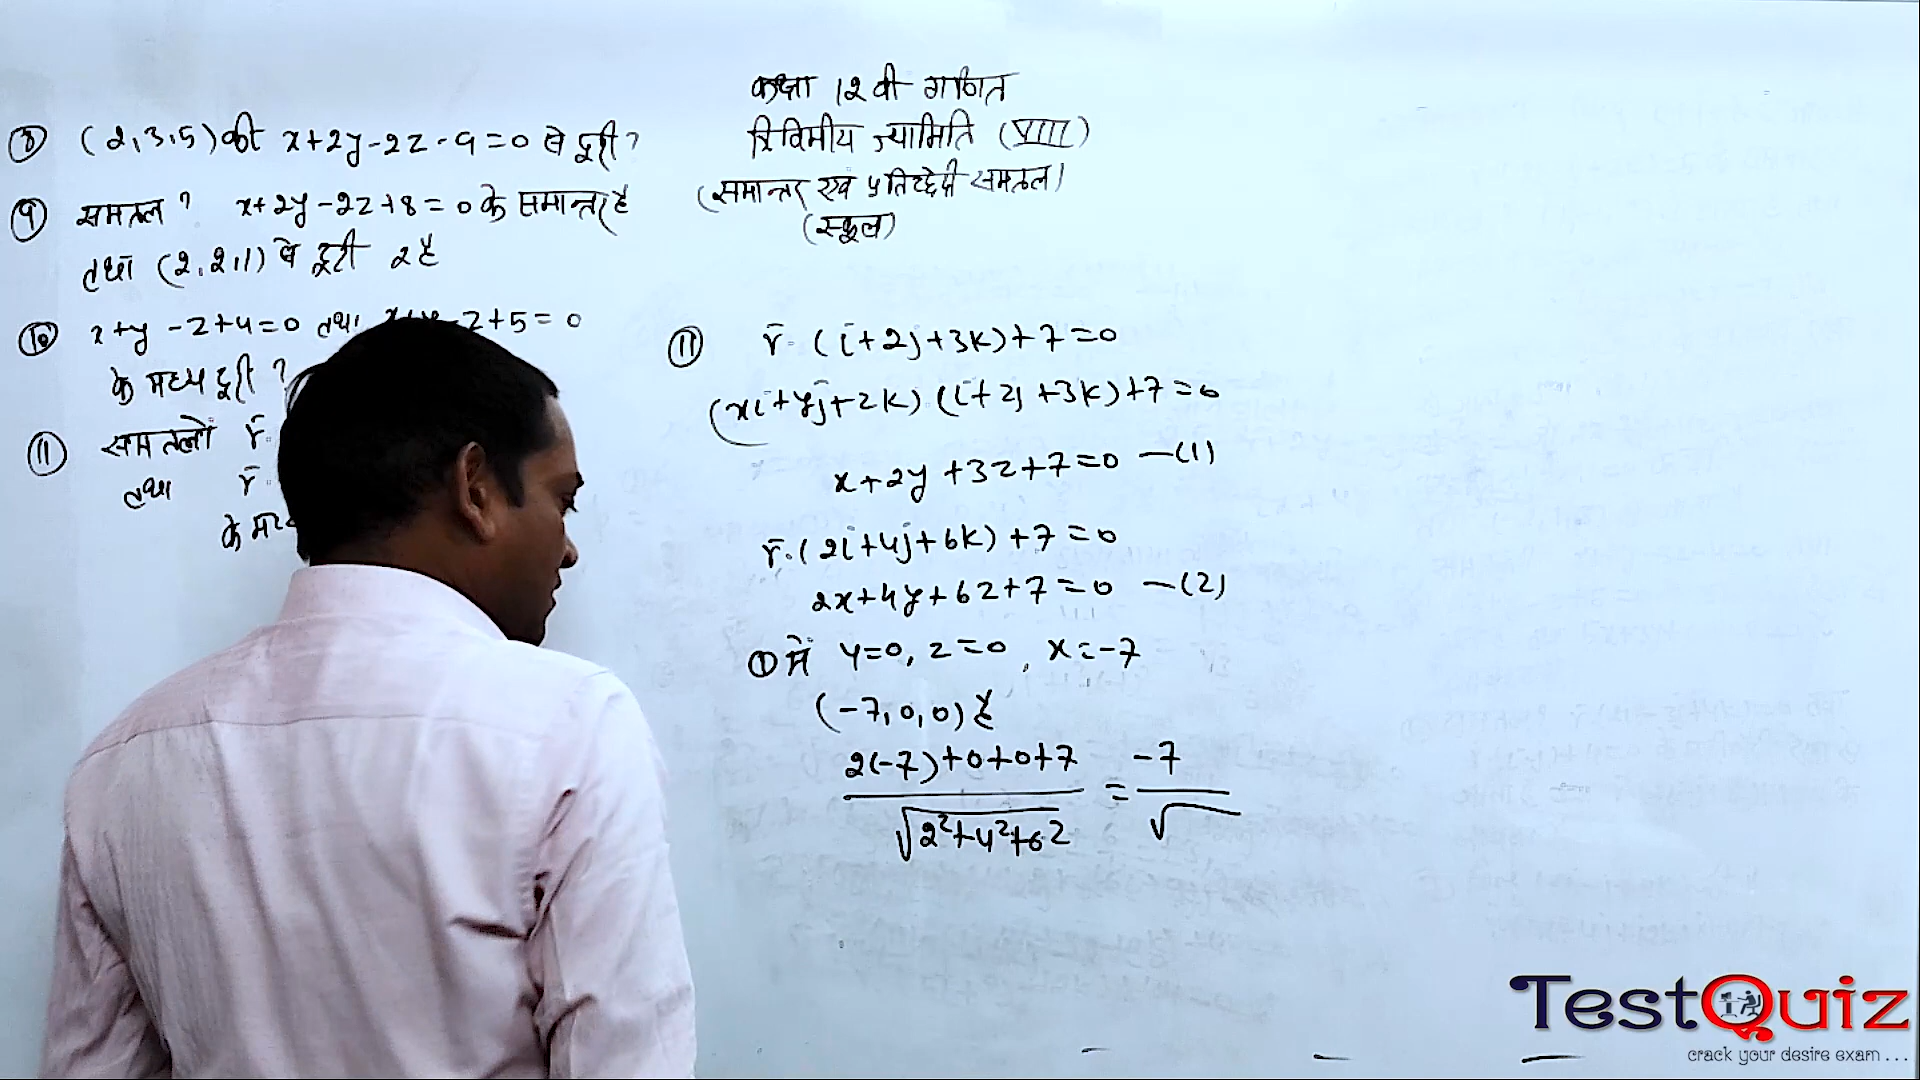 कक्षा 12 वी गणित
त्रिविमीय ज्यामिति (VIII)
(समान्तर एवं प्रतिच्छेदी समतल)
(स्कूल)
⑧ (2,3,5) की x+2y-2z-9=0 से दूरी?
⑨ समतल? x+2y-2z+8=0 के समान्तर है
तथा (2,2,1) से दूरी 2 है
⑩ x+y-z+4=0 तथा -z+5=0
के मध्य दूरी?
⑪ समतलों r̄.
तथा r̄.
के मध्य
⑪ r̄.(i+2j+3k)+7=0
(xi+yj+zk).(i+2j+3k)+7=0
x+2y+3z+7=0 —(1)
r̄.(2i+4j+6k)+7=0
2x+4y+6z+7=0 —(2)
① में y=0, z=0, x=-7
(-7,0,0) है
2(-7)+0+0+7 / √2²+4²+6² = -7 / √
TestQuiz
crack your desire exam...